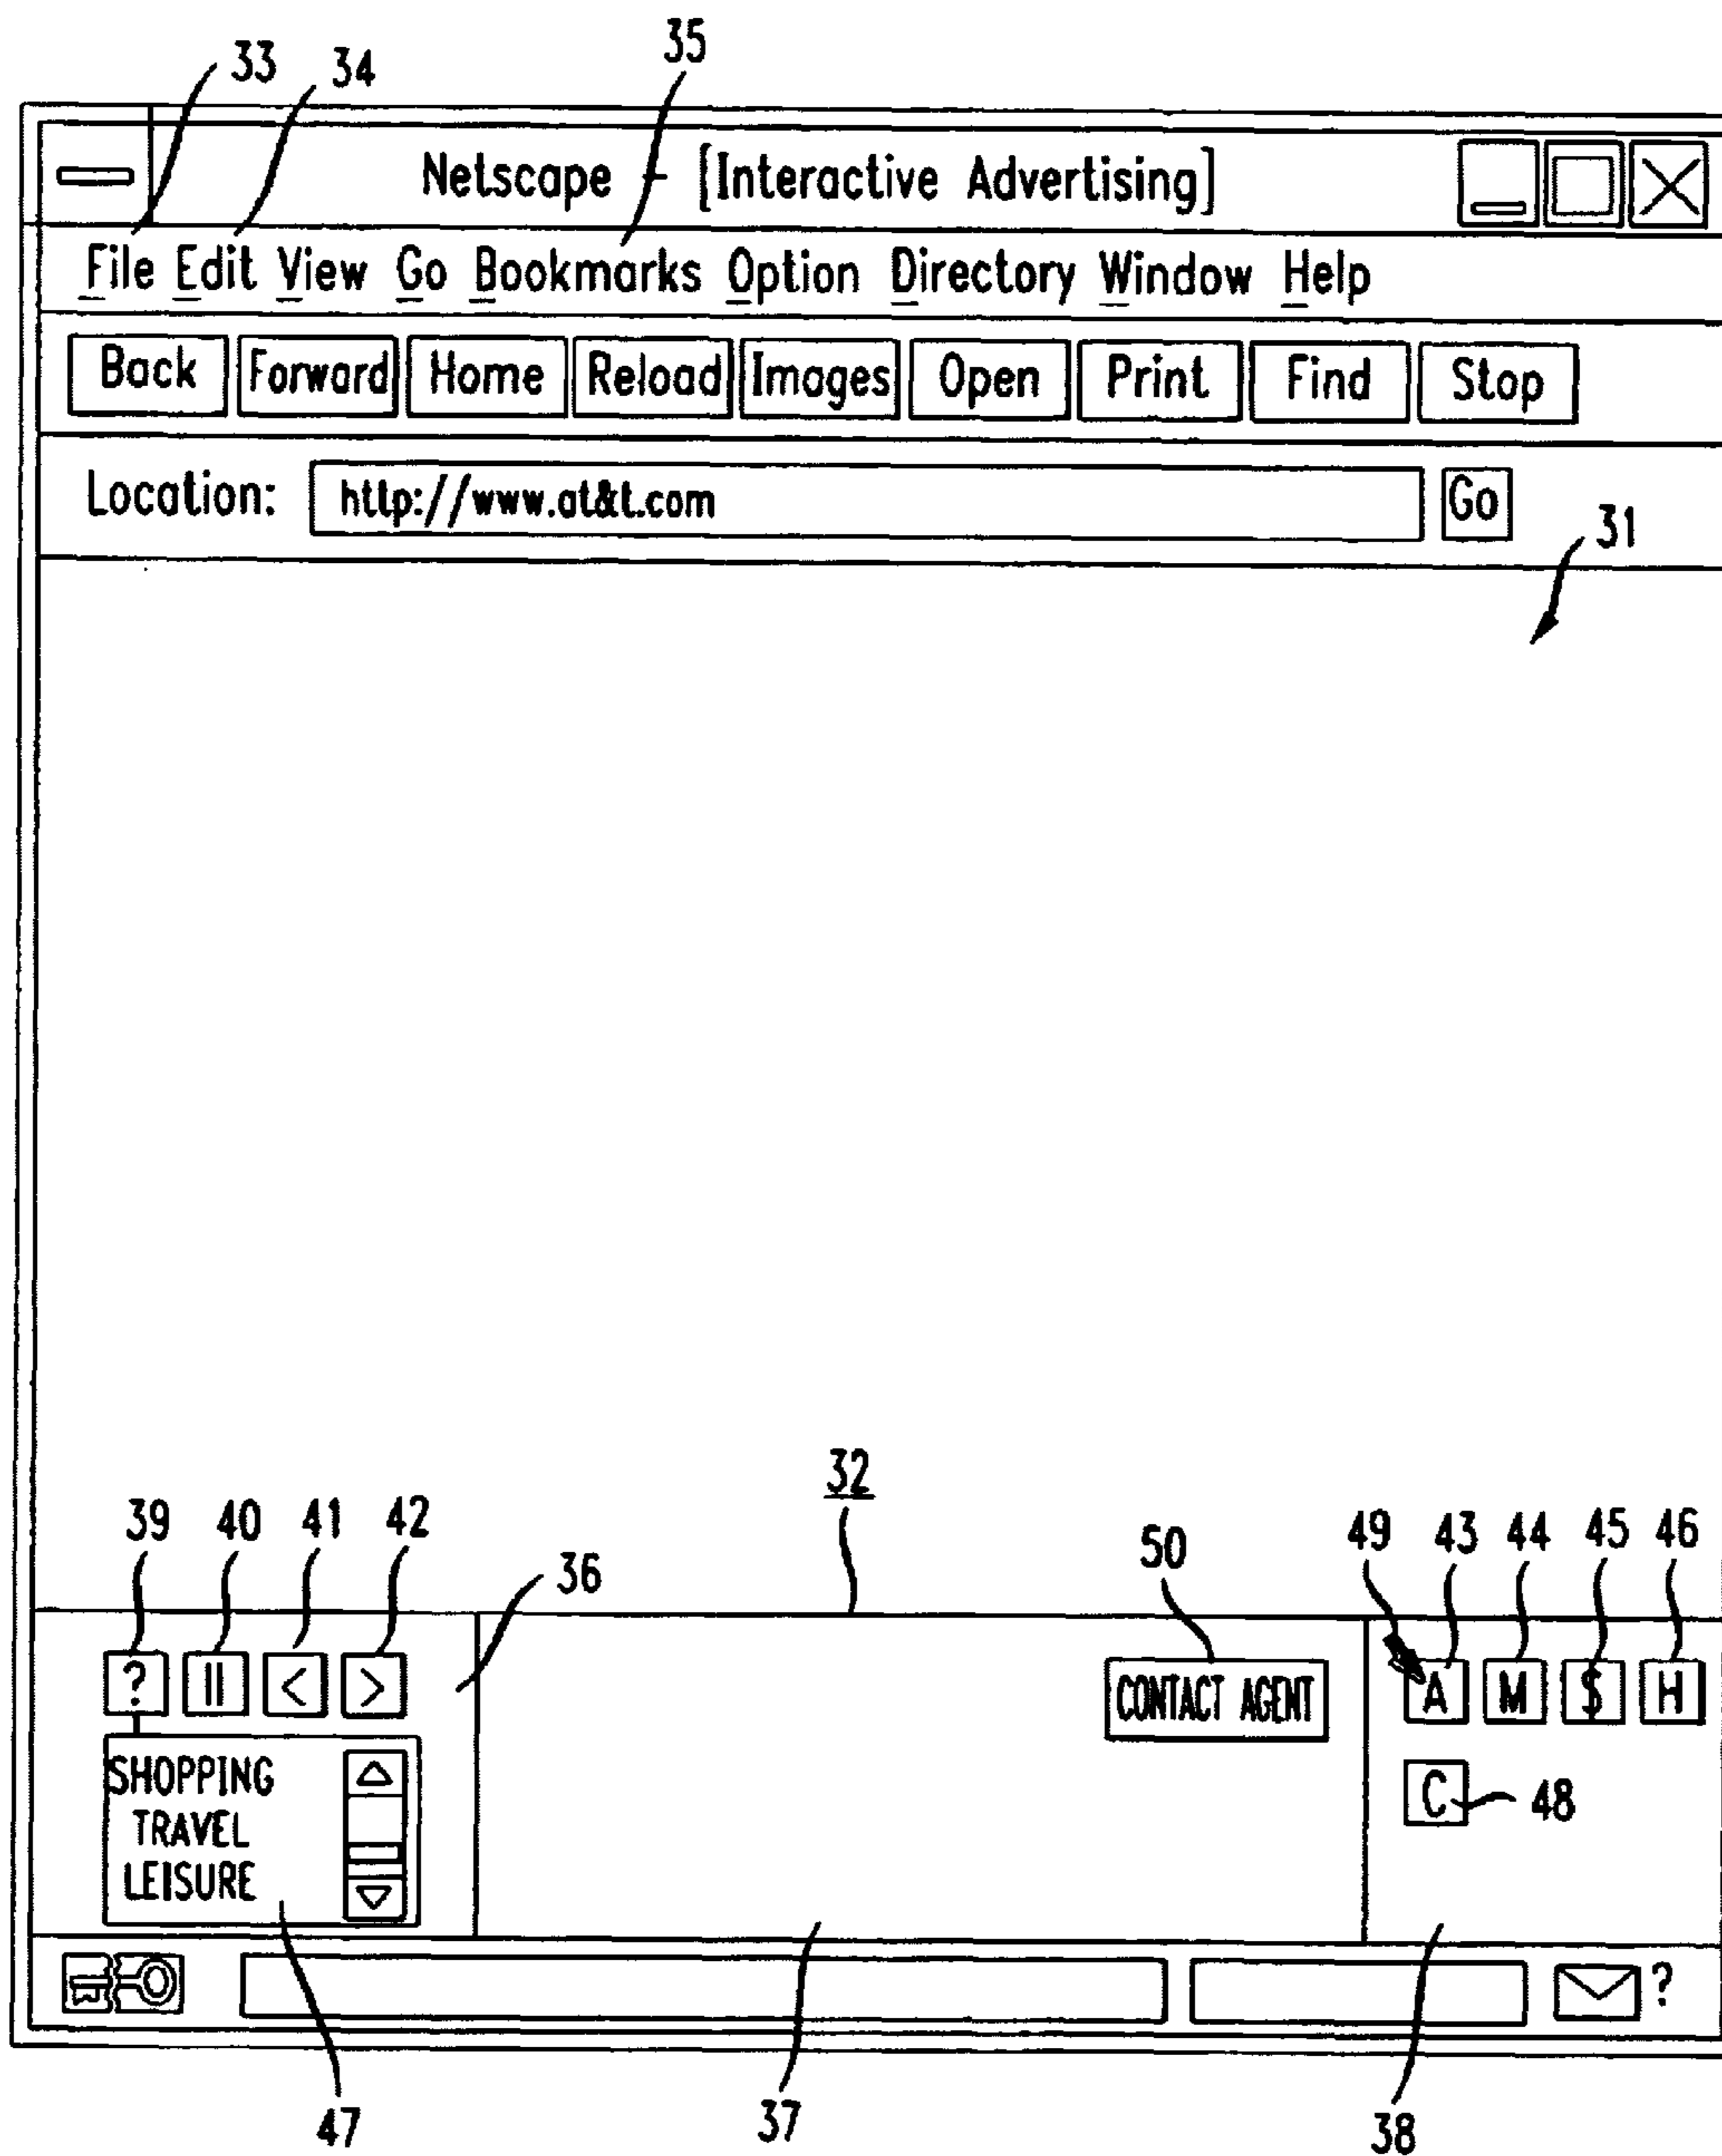 33 34 35
Netscape - [Interactive Advertising]
File Edit View Go Bookmarks Option Directory Window Help
Back Forward Home Reload Images Open Print Find Stop
Location: http://www.at&t.com Go
31
32
39 40 41 42 36 50 49 43 44 45 46
? || < > CONTACT AGENT A M $ H
SHOPPING
TRAVEL
LEISURE
C 48
?
47 37 38